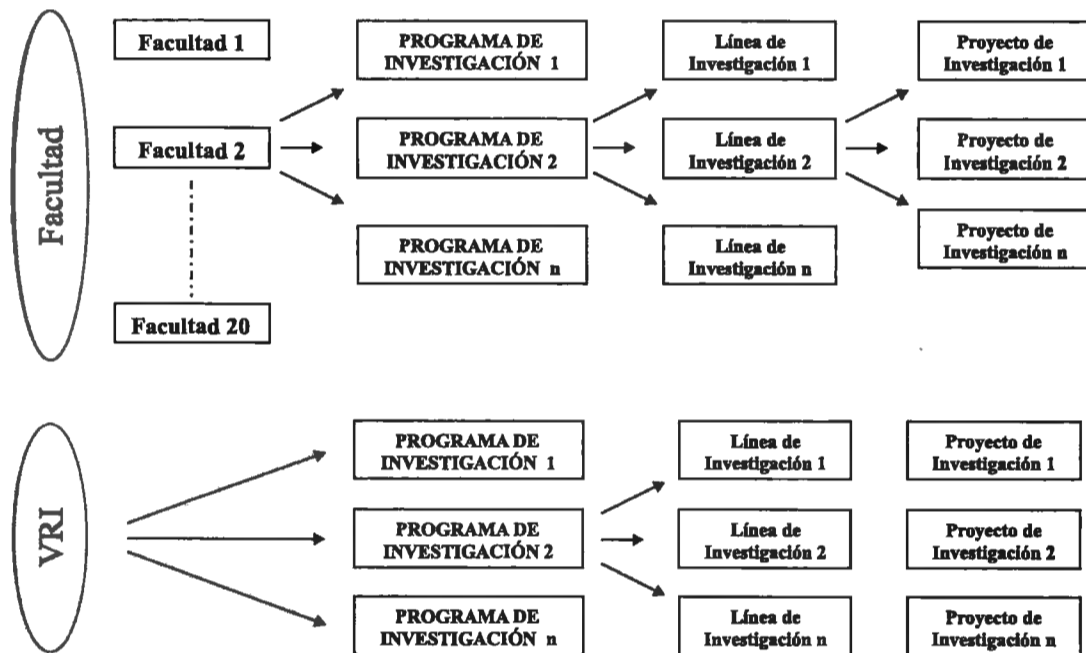 Facultad
Facultad 1
Facultad 2
Facultad 20
PROGRAMA DE
INVESTIGACIÓN 1
PROGRAMA DE
INVESTIGACIÓN 2
PROGRAMA DE
INVESTIGACIÓN n
Línea de
Investigación 1
Línea de
Investigación 2
Línea de
Investigación n
Proyecto de
Investigación 1
Proyecto de
Investigación 2
Proyecto de
Investigación n
VRI
PROGRAMA DE
INVESTIGACIÓN 1
PROGRAMA DE
INVESTIGACIÓN 2
PROGRAMA DE
INVESTIGACIÓN n
Línea de
Investigación 1
Línea de
Investigación 2
Línea de
Investigación n
Proyecto de
Investigación 1
Proyecto de
Investigación 2
Proyecto de
Investigación n